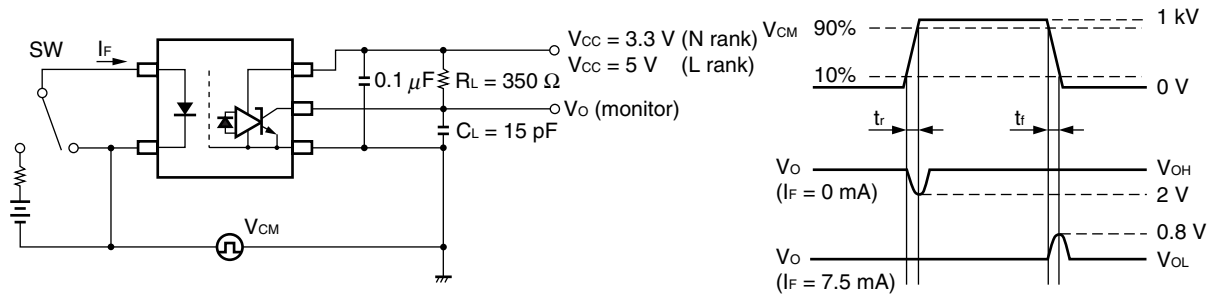 SW
IF
VCC = 3.3 V (N rank)
VCC = 5 V (L rank)
0.1 μF
RL = 350 Ω
VO (monitor)
CL = 15 pF
VCM
VCM
90%
10%
1 kV
0 V
tr
tf
VO
(IF = 0 mA)
VOH
2 V
0.8 V
VO
(IF = 7.5 mA)
VOL